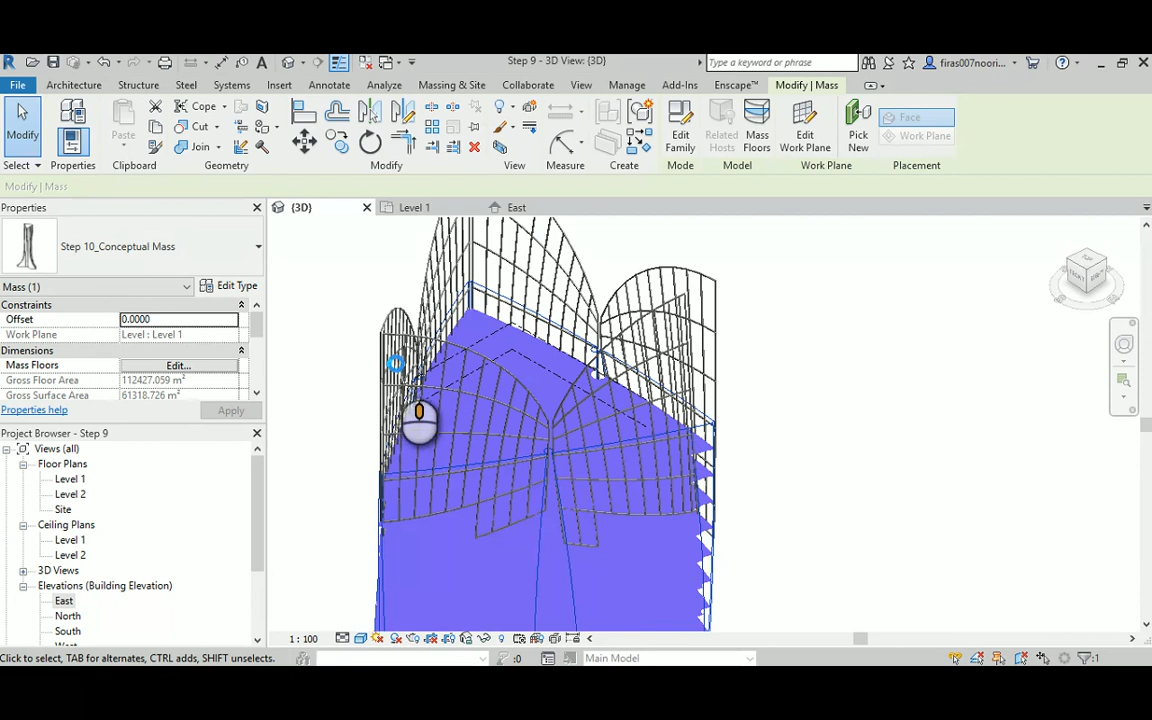 Step 9 - 3D View: {3D}
Type a keyword or phrase
firas007noori...
File
Architecture
Structure
Steel
Systems
Insert
Annotate
Analyze
Massing & Site
Collaborate
View
Manage
Add-Ins
Enscape™
Modify | Mass
Modify
Paste
Cope
Cut
Join
Edit
Family
Related
Hosts
Mass
Floors
Edit
Work Plane
Pick
New
Face
Work Plane
Select
Properties
Clipboard
Geometry
Modify
View
Measure
Create
Mode
Model
Work Plane
Placement
Modify | Mass
Properties
{3D}
Level 1
East
Step 10_Conceptual Mass
Mass (1)
Edit Type
Constraints
Offset
0.0000
Work Plane
Level : Level 1
Dimensions
Mass Floors
Edit...
Gross Floor Area
112427.059 m²
Gross Surface Area
61318.726 m²
Properties help
Apply
Project Browser - Step 9
Views (all)
Floor Plans
Level 1
Level 2
Site
Ceiling Plans
Level 1
Level 2
3D Views
Elevations (Building Elevation)
East
North
South
FRONT
1 : 100
Click to select, TAB for alternates, CTRL adds, SHIFT unselects.
:0
Main Model
:1